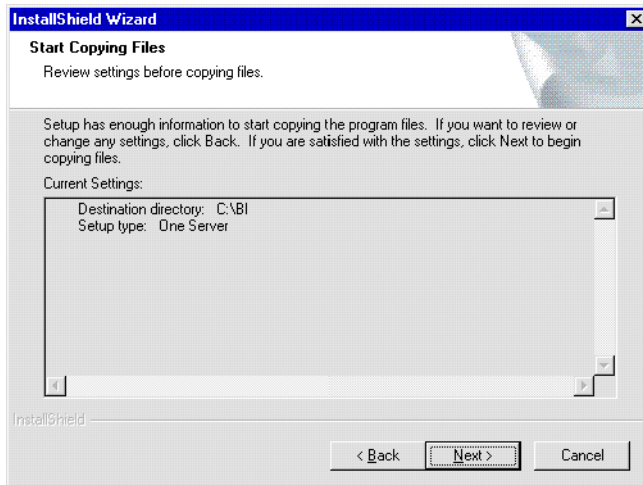 InstallShield Wizard
Start Copying Files
Review settings before copying files.
Setup has enough information to start copying the program files. If you want to review or
change any settings, click Back. If you are satisfied with the settings, click Next to begin
copying files.
Current Settings:
Destination directory: C:\BI
Setup type: One Server
InstallShield
< Back
Next >
Cancel